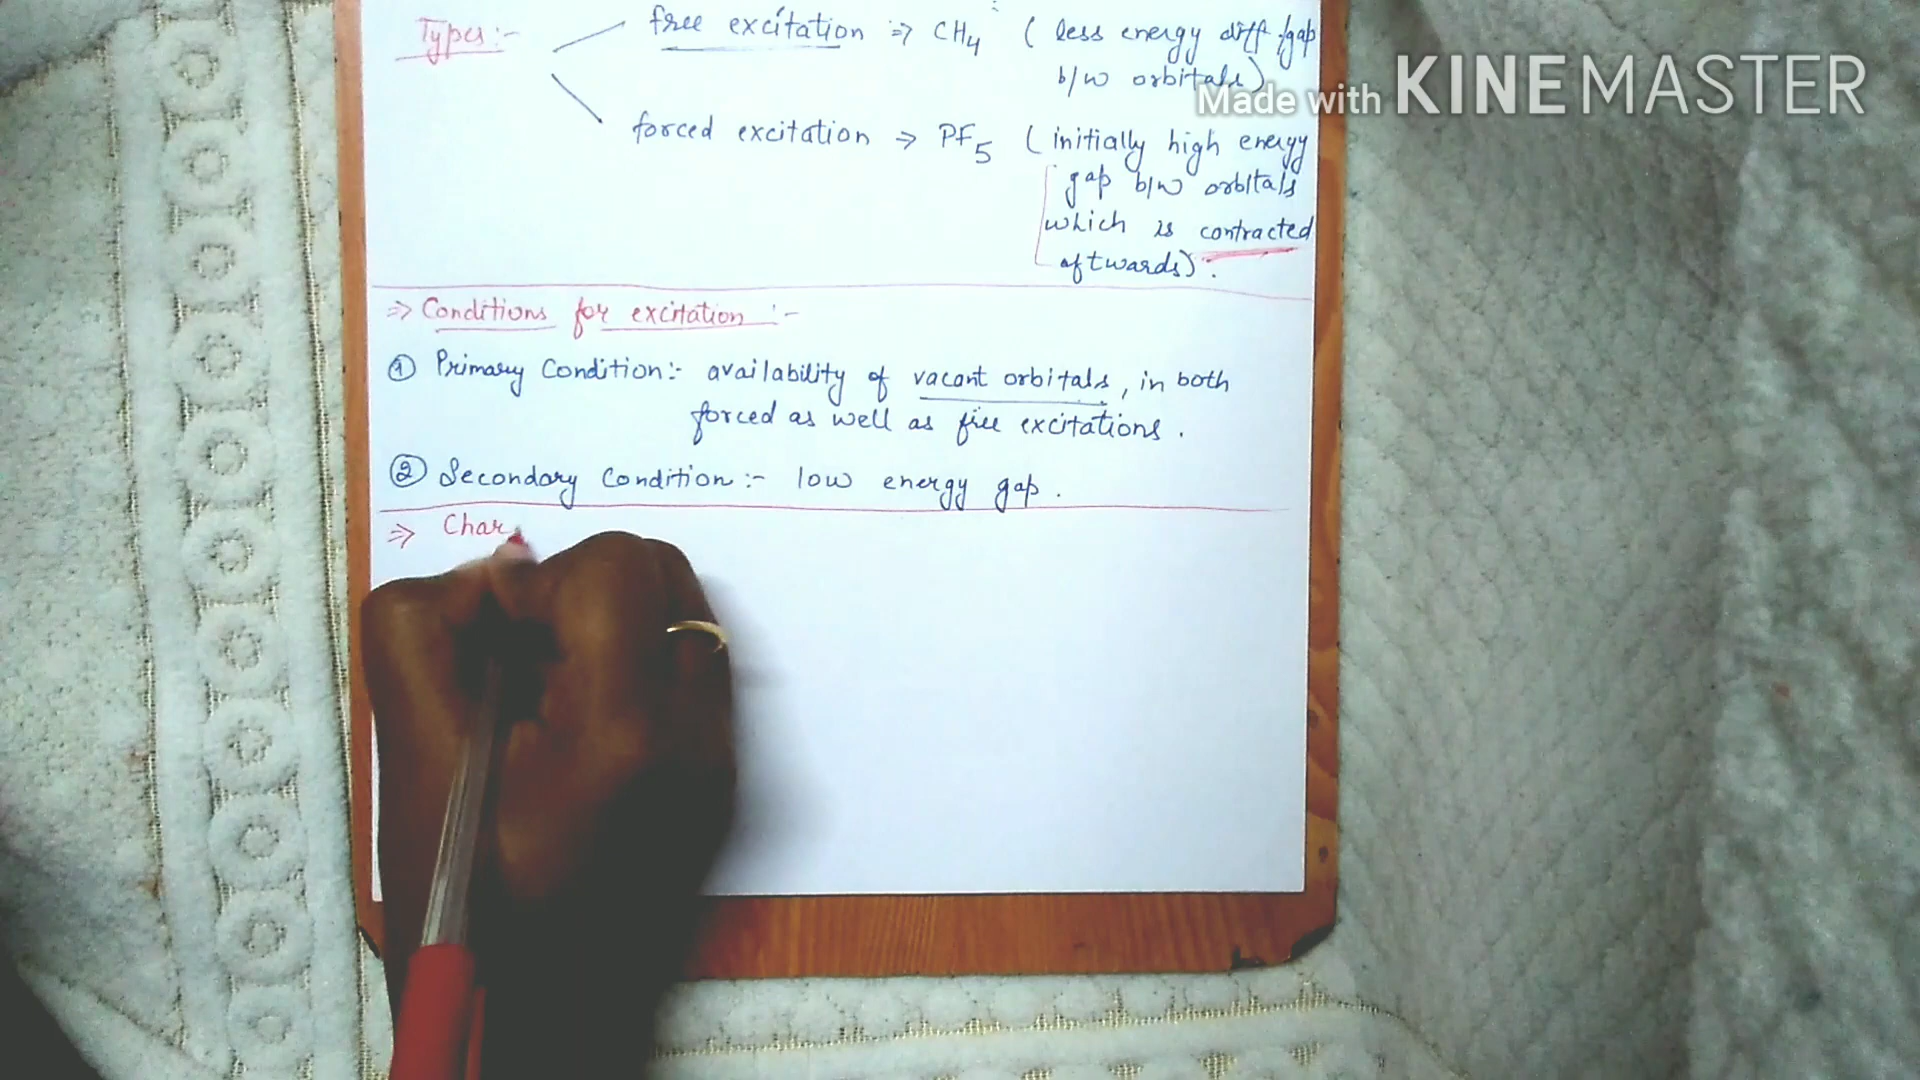 Types:-
free excitation => CH4 (less energy diff/gap
b/w orbitals)
Made with KINEMASTER
forced excitation => PF5 (initially high energy
gap b/w orbitals
which is contracted
aftwards).
=> Conditions for excitation :-
① Primary Condition:- availability of vacant orbitals, in both
forced as well as free excitations.
② Secondary Condition:- low energy gap.
=> Char